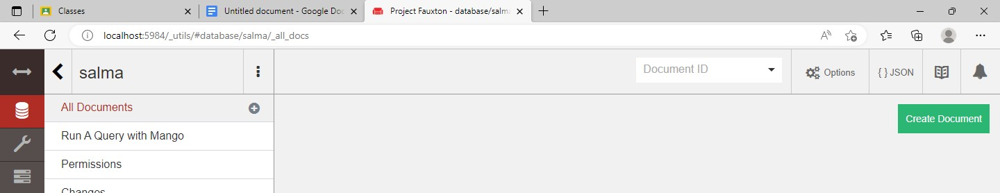 Classes
Untitled document - Google Doc
Project Fauxton - database/salma
localhost:5984/_utils/#database/salma/_all_docs
salma
Document ID
Options
{ } JSON
All Documents
Create Document
Run A Query with Mango
Permissions
Changes